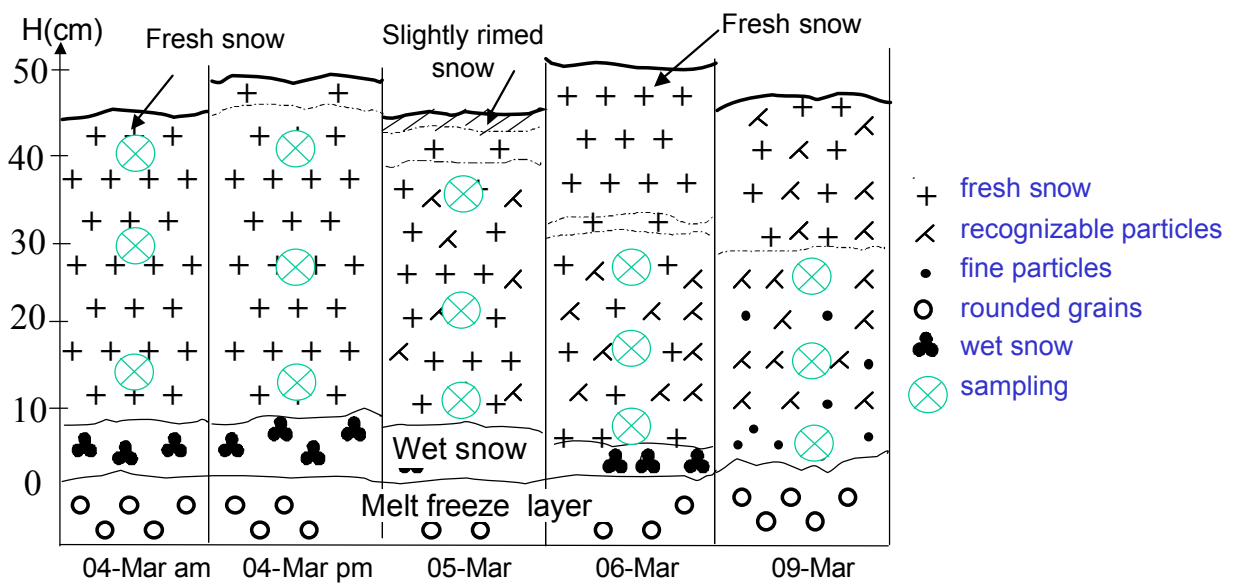 H(cm)
Fresh snow
Slightly rimed
snow
Fresh snow
50
40
30
20
10
0
Wet snow
Melt freeze layer
04-Mar am
04-Mar pm
05-Mar
06-Mar
09-Mar
fresh snow
recognizable particles
fine particles
rounded grains
wet snow
sampling